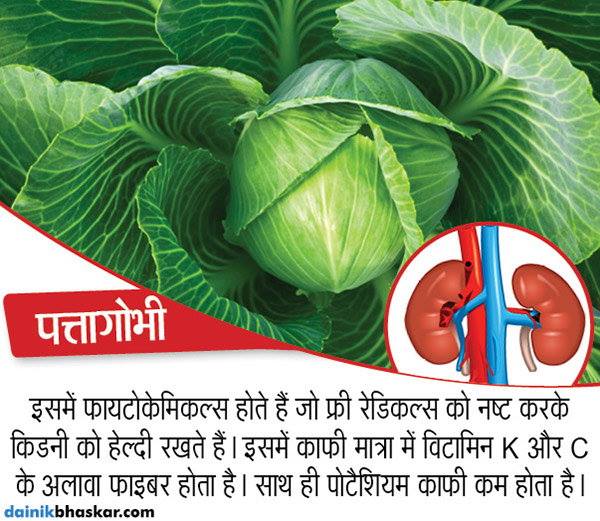 पत्तागोभी
इसमें फायटोकेमिकल्स होते हैं जो फ्री रेडिकल्स को नष्ट करके
किडनी को हेल्दी रखते हैं। इसमें काफी मात्रा में विटामिन K और C
के अलावा फाइबर होता है। साथ ही पोटैशियम काफी कम होता है।
dainikbhaskar.com